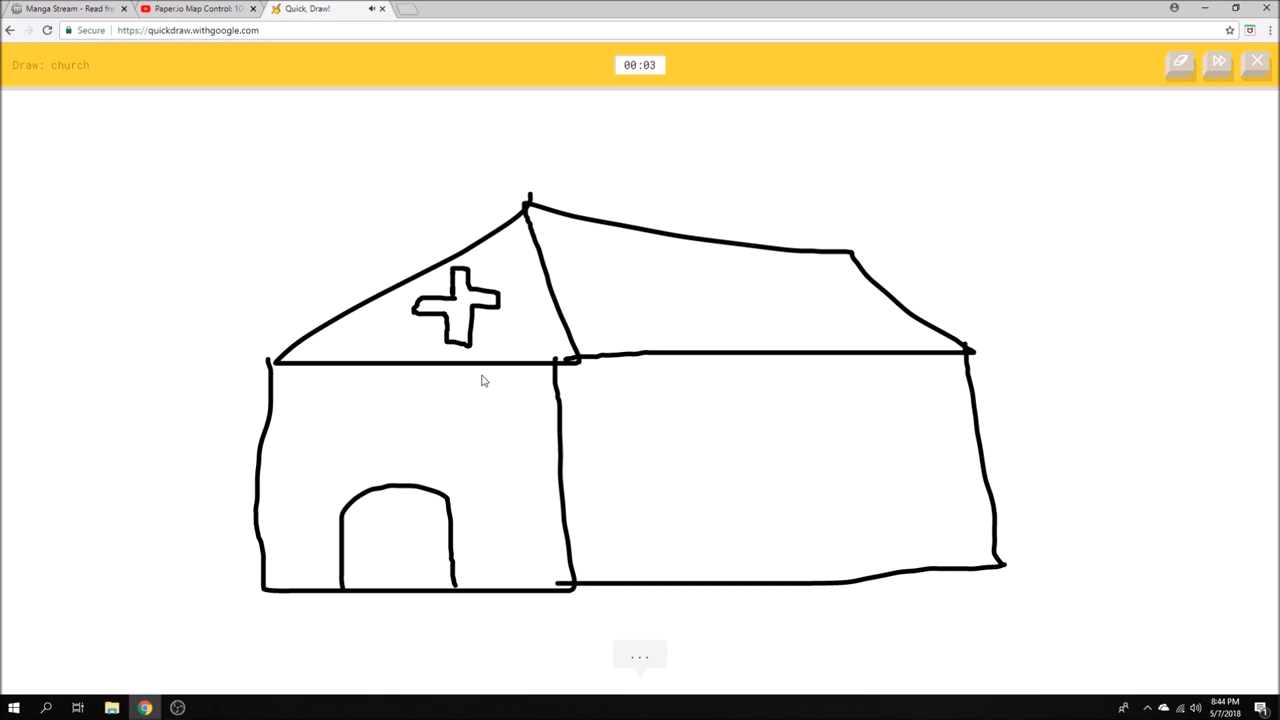 Manga Stream - Read fre
Paper.io Map Control: 10
Quick, Draw!
Secure
https://quickdraw.withgoogle.com
Draw: church
00:03
...
8:44 PM
5/7/2018